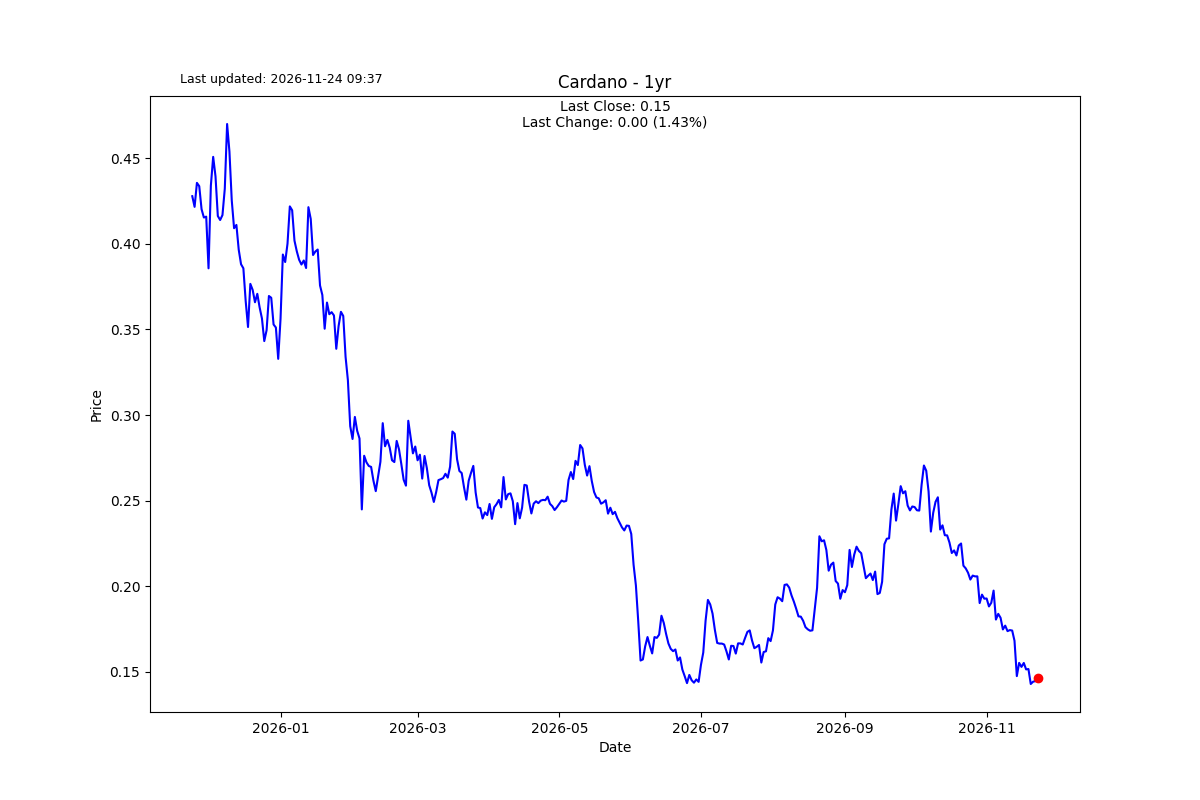 Last updated: 2026-11-24 09:37
Cardano - 1yr
Last Close: 0.15
Last Change: 0.00 (1.43%)
0.45
0.40
0.35
0.30
0.25
0.20
0.15
Price
2026-01
2026-03
2026-05
2026-07
2026-09
2026-11
Date